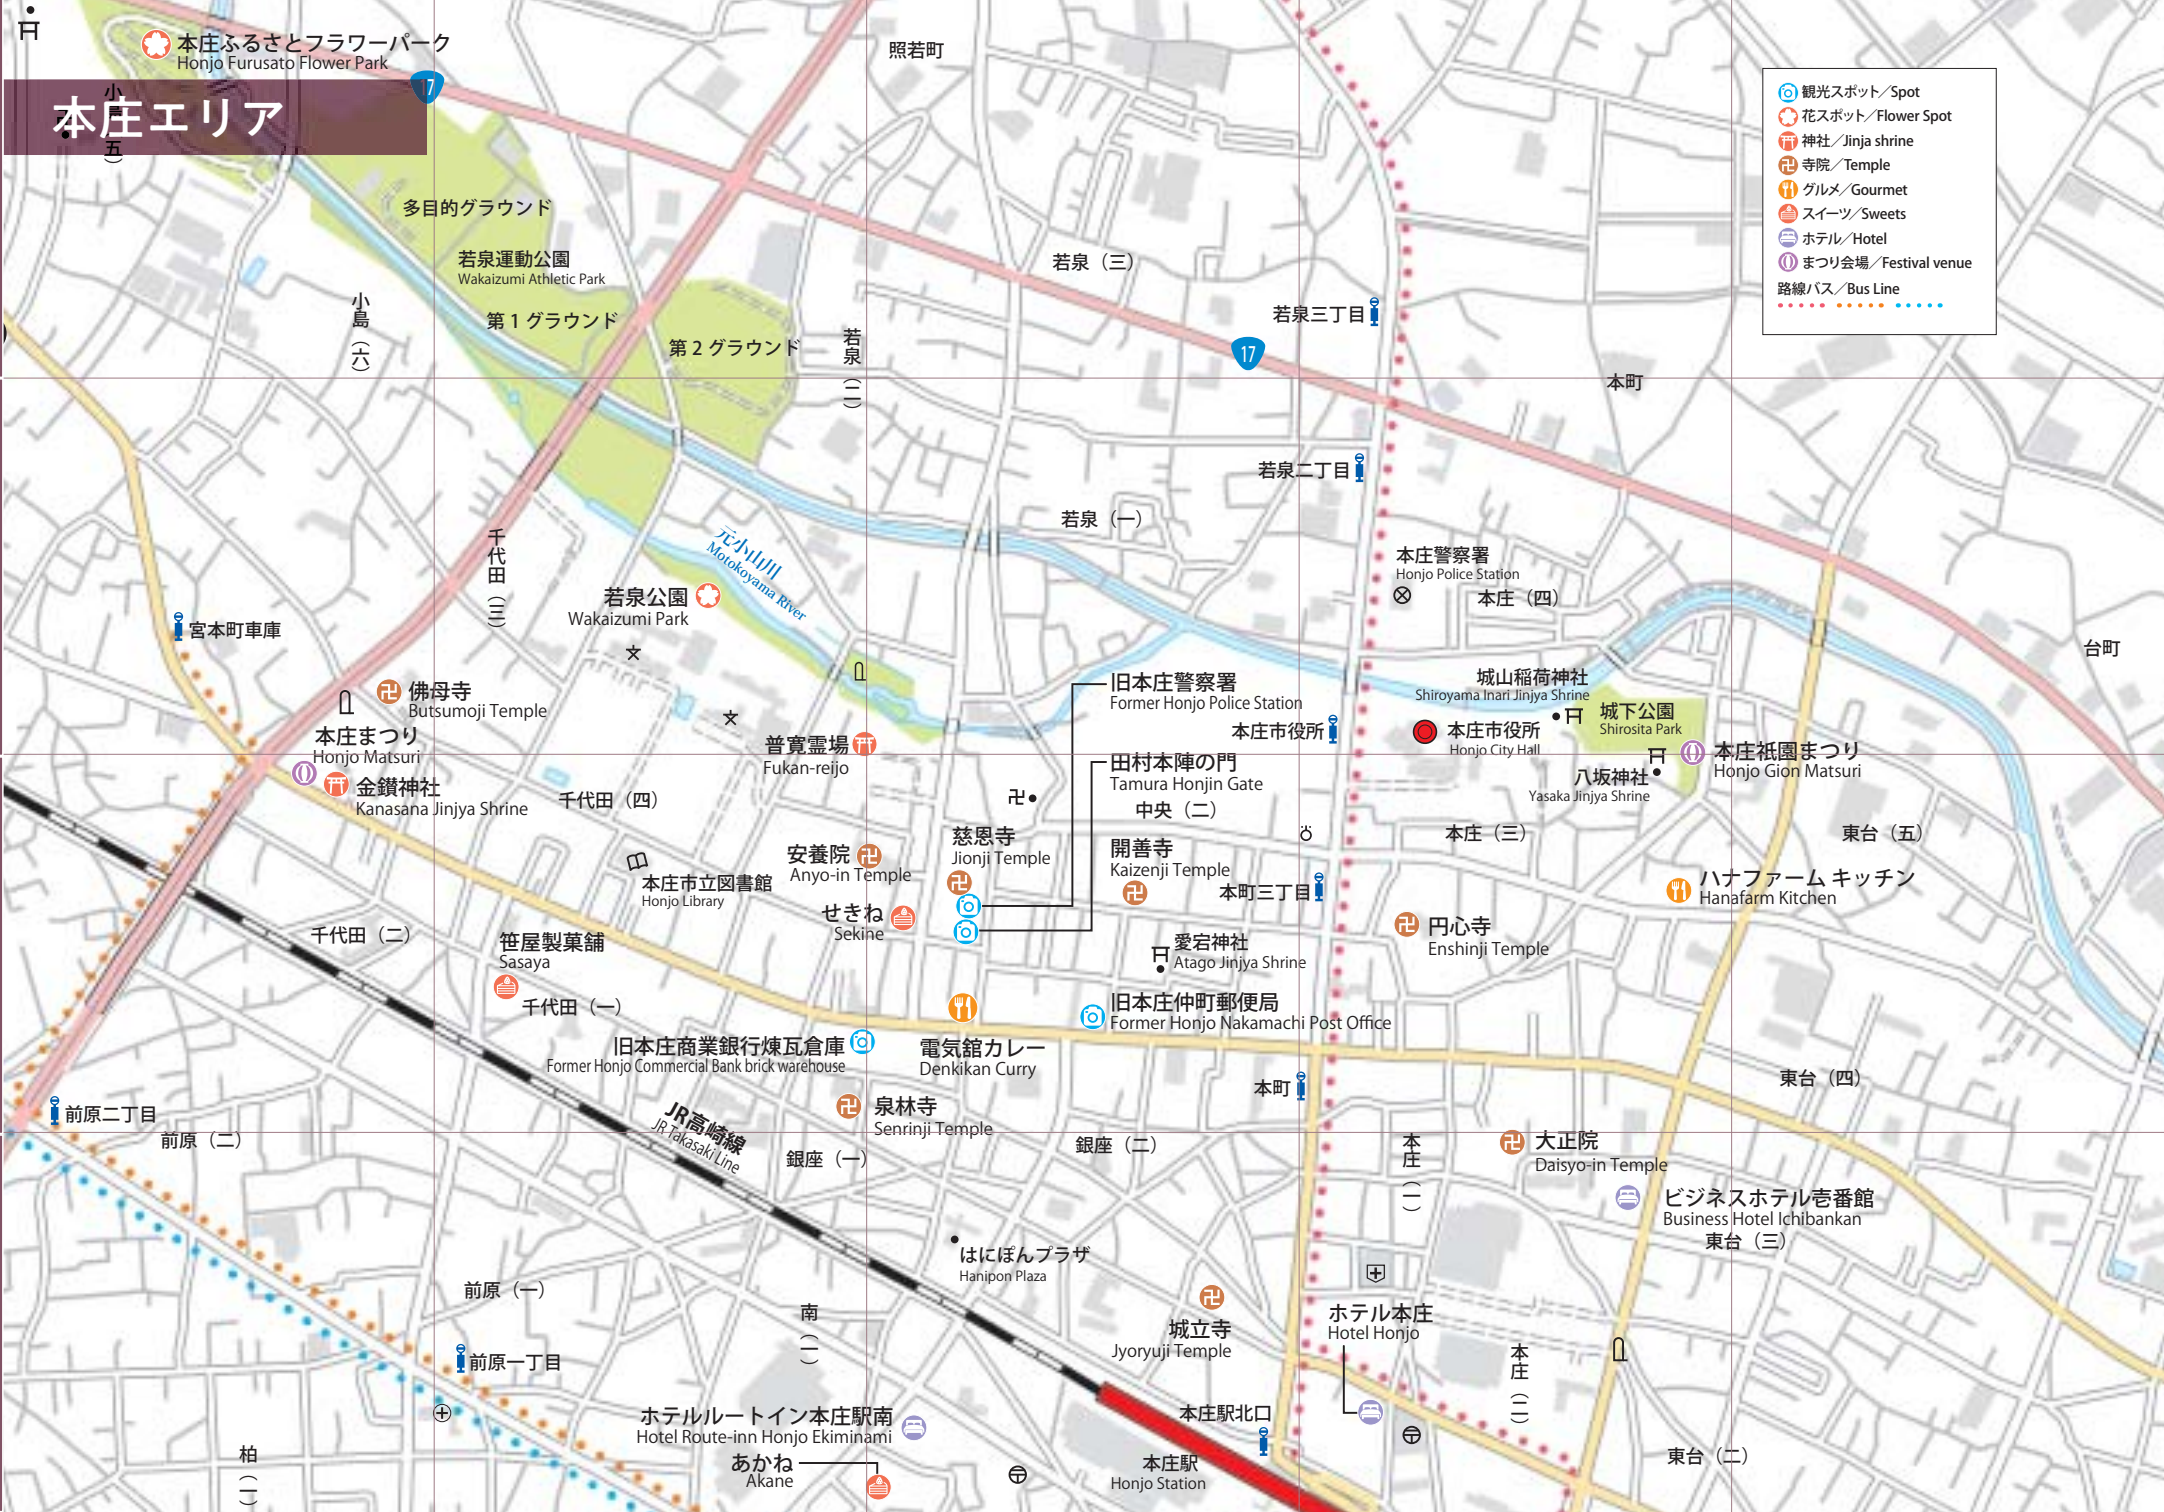 本庄ふるさとフラワーパーク
Honjo Furusato Flower Park
本庄エリア
17
照若町
観光スポット／Spot
花スポット／Flower Spot
神社／Jinja shrine
寺院／Temple
グルメ／Gourmet
スイーツ／Sweets
ホテル／Hotel
まつり会場／Festival venue
路線バス／Bus Line
多目的グラウンド
若泉運動公園
Wakaizumi Athletic Park
第1グラウンド
第2グラウンド
小島（六）
若泉（二）
若泉（三）
若泉三丁目
17
本町
若泉二丁目
若泉（一）
千代田（三）
元小山川
Motokoyama River
若泉公園
Wakaizumi Park
本庄警察署
Honjo Police Station
本庄（四）
宮本町車庫
台町
佛母寺
Butsumoji Temple
本庄まつり
Honjo Matsuri
金鑚神社
Kanasana Jinjya Shrine
普寛霊場
Fukan-reijo
旧本庄警察署
Former Honjo Police Station
本庄市役所
城山稲荷神社
Shiroyama Inari Jinjya Shrine
城下公園
Shirosita Park
本庄市役所
Honjo City Hall
本庄祇園まつり
Honjo Gion Matsuri
八坂神社
Yasaka Jinjya Shrine
田村本陣の門
Tamura Honjin Gate
中央（二）
千代田（四）
本庄（三）
東台（五）
慈恩寺
Jionji Temple
開善寺
Kaizenji Temple
安養院
Anyo-in Temple
本庄市立図書館
Honjo Library
本町三丁目
ハナファーム キッチン
Hanafarm Kitchen
せきね
Sekine
円心寺
Enshinji Temple
千代田（二）
笹屋製菓舗
Sasaya
愛宕神社
Atago Jinjya Shrine
千代田（一）
旧本庄仲町郵便局
Former Honjo Nakamachi Post Office
旧本庄商業銀行煉瓦倉庫
Former Honjo Commercial Bank brick warehouse
電気舘カレー
Denkikan Curry
本町
東台（四）
前原二丁目
前原（二）
JR高崎線
JR Takasaki Line
泉林寺
Senrinji Temple
銀座（一）
銀座（二）
本庄（一）
大正院
Daisyo-in Temple
ビジネスホテル壱番館
Business Hotel Ichibankan
東台（三）
はにぽんプラザ
Hanipon Plaza
前原（一）
南（一）
城立寺
Jyoryuji Temple
ホテル本庄
Hotel Honjo
前原一丁目
本庄（二）
ホテルルートイン本庄駅南
Hotel Route-inn Honjo Ekiminami
本庄駅北口
あかね
Akane
本庄駅
Honjo Station
柏（一）
東台（二）